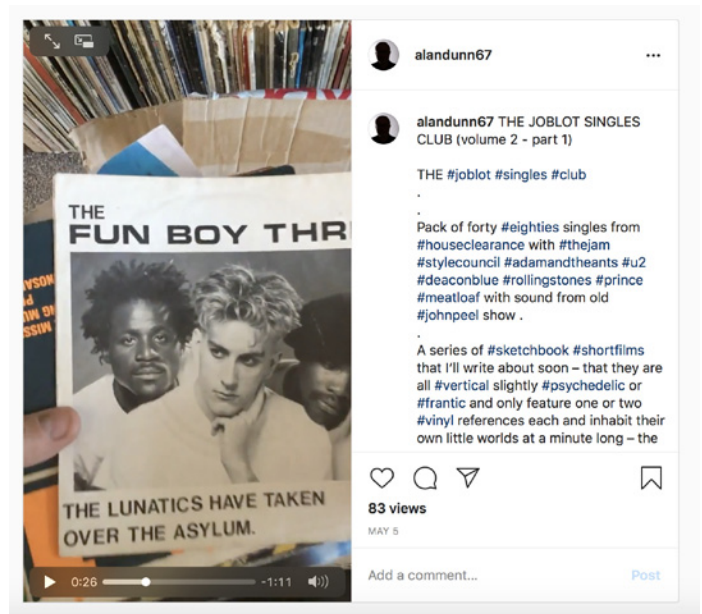 THE
FUN BOY THR
THE LUNATICS HAVE TAKEN
OVER THE ASYLUM.
0:26
-1:11
alandunn67
alandunn67 THE JOBLOT SINGLES
CLUB (volume 2 - part 1)
THE #joblot #singles #club
.
.
Pack of forty #eighties singles from
#houseclearance with #thejam
#stylecouncil #adamandtheants #u2
#deaconblue #rollingstones #prince
#meatloaf with sound from old
#johnpeel show .
.
A series of #sketchbook #shortfilms
that I'll write about soon – that they are
all #vertical slightly #psychedelic or
#frantic and only feature one or two
#vinyl references each and inhabit their
own little worlds at a minute long – the
83 views
MAY 5
Add a comment...
Post